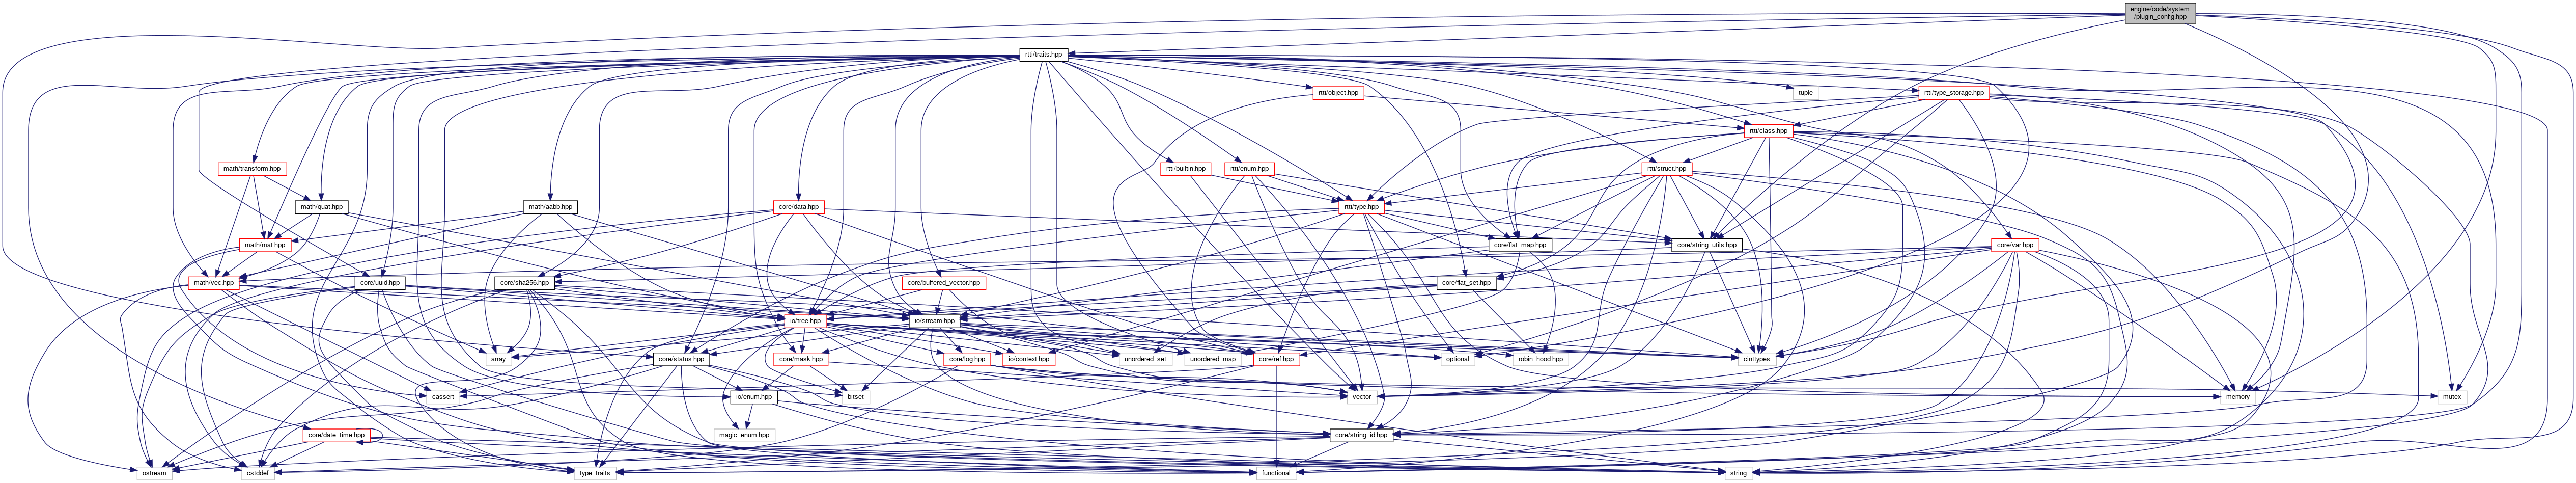 engine/code/system
/plugin_config.hpp
rtti/traits.hpp
rtti/object.hpp
tuple
rtti/type_storage.hpp
rtti/class.hpp
math/transform.hpp
rtti/builtin.hpp
rtti/enum.hpp
rtti/struct.hpp
math/quat.hpp
math/aabb.hpp
core/data.hpp
rtti/type.hpp
math/mat.hpp
core/flat_map.hpp
core/string_utils.hpp
core/var.hpp
math/vec.hpp
core/uuid.hpp
core/sha256.hpp
core/buffered_vector.hpp
core/flat_set.hpp
io/tree.hpp
io/stream.hpp
array
core/status.hpp
core/mask.hpp
core/log.hpp
io/context.hpp
unordered_set
unordered_map
core/ref.hpp
optional
robin_hood.hpp
cinttypes
cassert
io/enum.hpp
bitset
vector
memory
mutex
core/date_time.hpp
magic_enum.hpp
core/string_id.hpp
ostream
cstddef
type_traits
functional
string